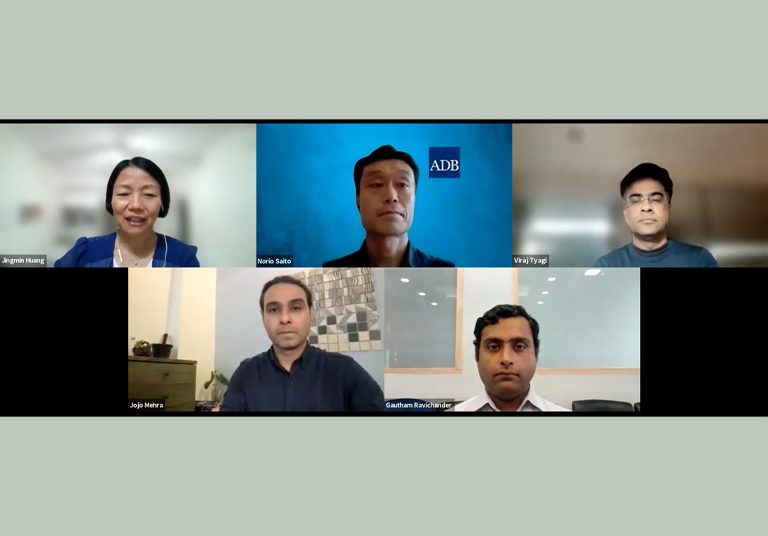 ADB
Jingmin Huang
Norio Saito
Viraj Tyagi
Jojo Mehra
Gautham Ravichander